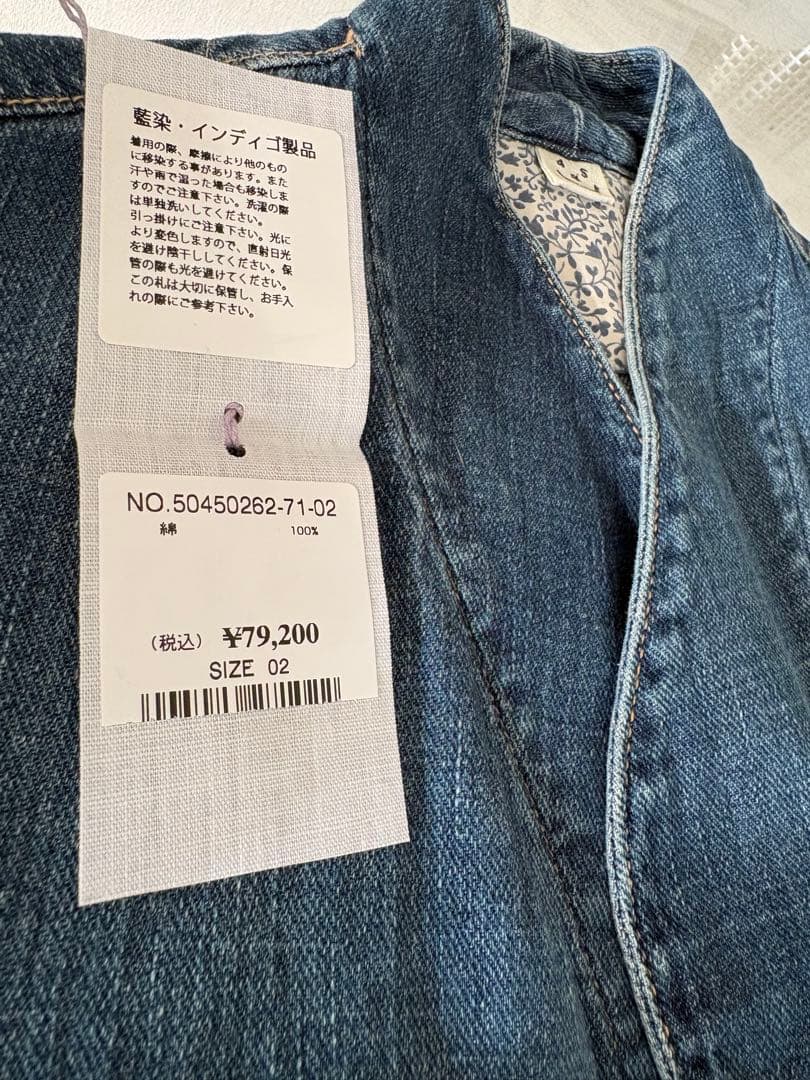 藍染・インディゴ製品
着用の際、摩擦により他のもの
に移染する事があります。また
汗や雨で湿った場合も移染しま
すのでご注意下さい。洗濯の際
は単独洗いしてください。
引っ掛けにご注意下さい。光に
より変色しますので、直射日光
を避け陰干ししてください。保
管の際も光を避けてください。
この札は大切に保管し、お手入
れの際にご参考下さい。
NO.50450262-71-02
綿 100%
(税込) ¥79,200
SIZE 02